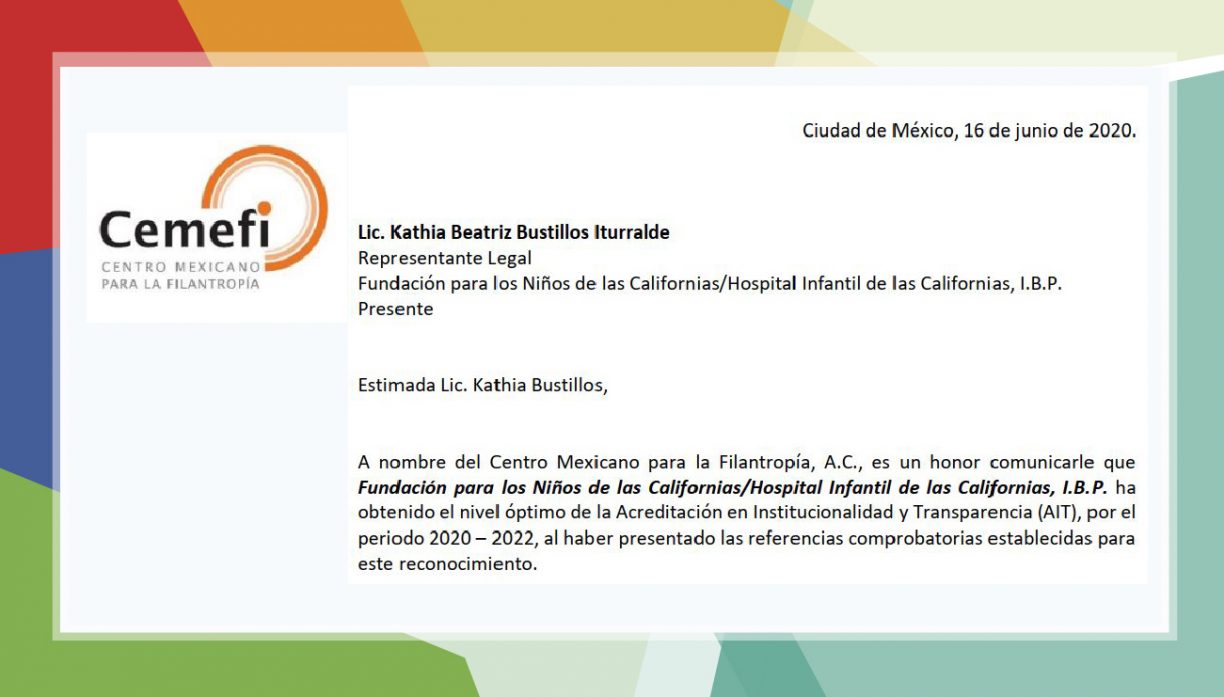 Ciudad de México, 16 de junio de 2020.
Cemefi
CENTRO MEXICANO
PARA LA FILANTROPÍA
Lic. Kathia Beatriz Bustillos Iturralde
Representante Legal
Fundación para los Niños de las Californias/Hospital Infantil de las Californias, I.B.P.
Presente
Estimada Lic. Kathia Bustillos,
A nombre del Centro Mexicano para la Filantropía, A.C., es un honor comunicarle que
Fundación para los Niños de las Californias/Hospital Infantil de las Californias, I.B.P. ha
obtenido el nivel óptimo de la Acreditación en Institucionalidad y Transparencia (AIT), por el
periodo 2020 – 2022, al haber presentado las referencias comprobatorias establecidas para
este reconocimiento.